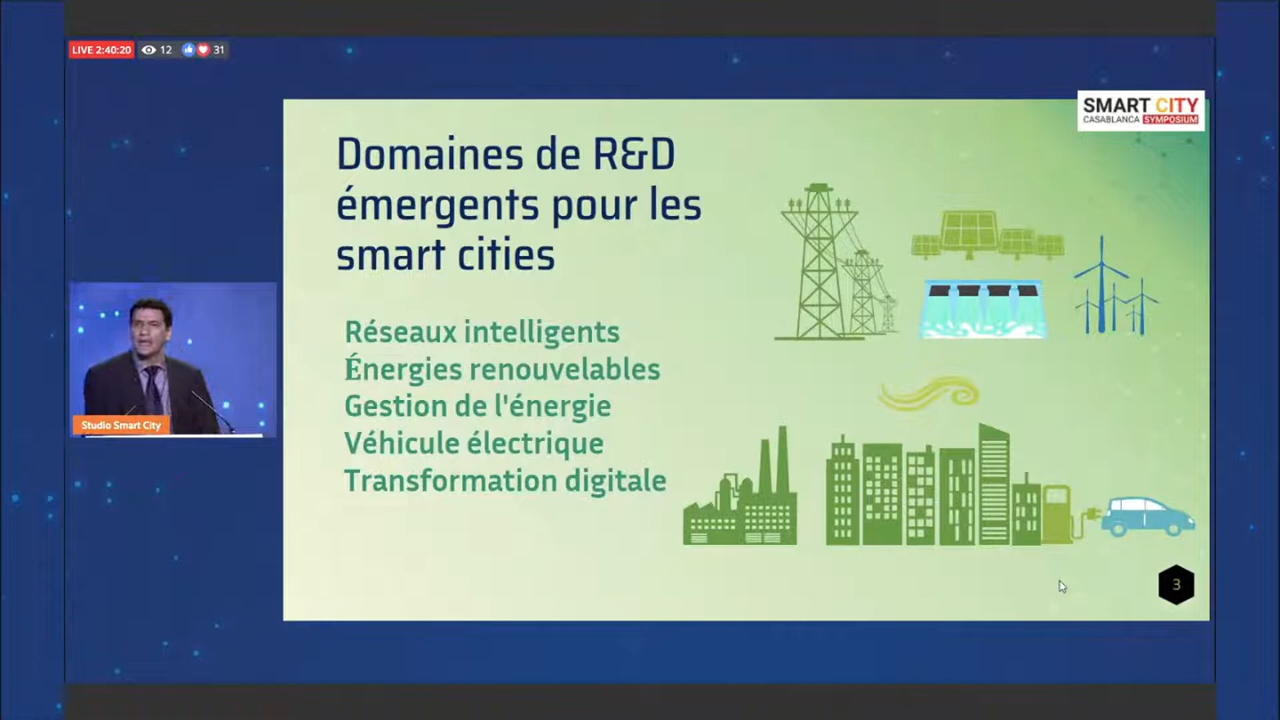 LIVE 2:40:20 12 31
SMART CITY
CASABLANCA SYMPOSIUM
Domaines de R&D
émergents pour les
smart cities
Réseaux intelligents
Énergies renouvelables
Gestion de l'énergie
Véhicule électrique
Transformation digitale
Studio Smart City
3